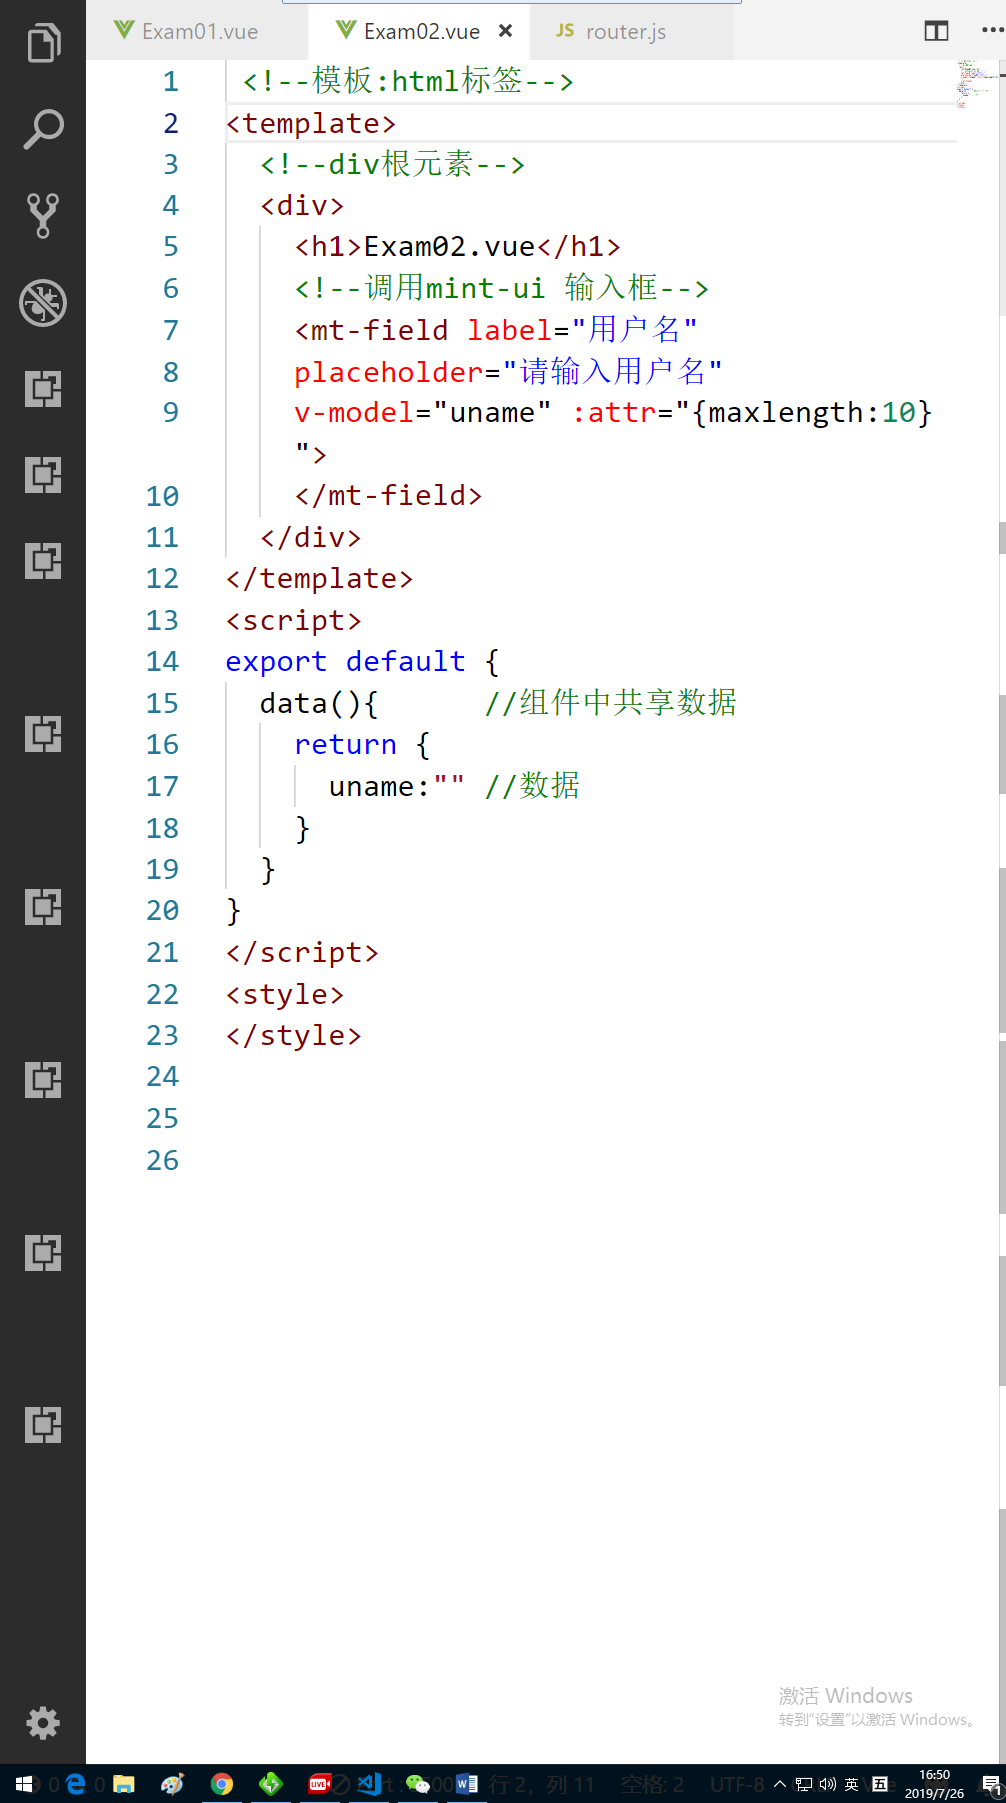 Exam01.vue
Exam02.vue
JS router.js
1 <!--模板:html标签-->
2 <template>
3 <!--div根元素-->
4 <div>
5 <h1>Exam02.vue</h1>
6 <!--调用mint-ui 输入框-->
7 <mt-field label="用户名"
8 placeholder="请输入用户名"
9 v-model="uname" :attr="{maxlength:10}
">
10 </mt-field>
11 </div>
12 </template>
13 <script>
14 export default {
15 data(){ //组件中共享数据
16 return {
17 uname:"" //数据
18 }
19 }
20 }
21 </script>
22 <style>
23 </style>
24
25
26
激活 Windows
转到"设置"以激活 Windows。
0 0 LIVE 行 2，列 11 空格: 2 UTF-8 英 五
16:50
2019/7/26
1